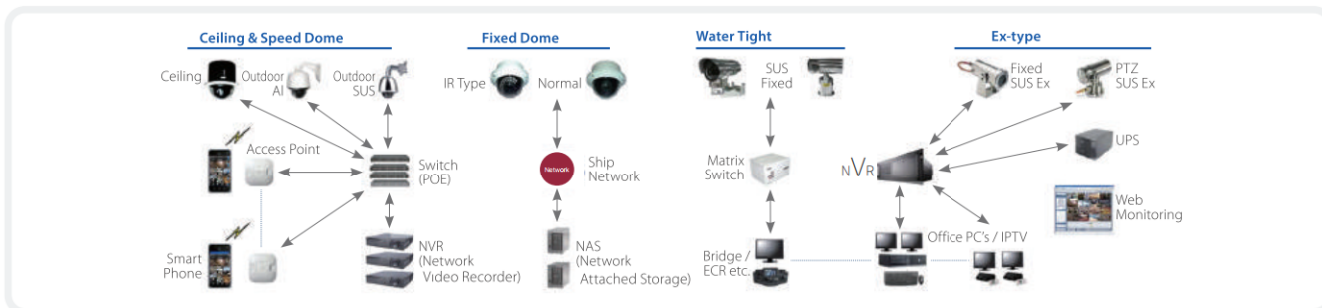 Ceiling & Speed Dome
Fixed Dome
Water Tight
Ex-type
Ceiling
Outdoor
AI
Outdoor
SUS
IR Type
Normal
SUS
Fixed
Fixed
SUS Ex
PTZ
SUS Ex
Access Point
Switch
(POE)
Network
Ship
Network
Matrix
Switch
NVR
UPS
Web
Monitoring
Smart
Phone
NVR
(Network
Video Recorder)
NAS
(Network
Attached Storage)
Bridge /
ECR etc.
Office PC's / IPTV